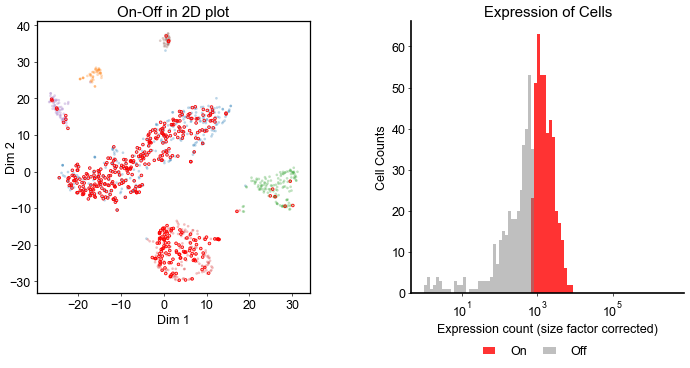 On-Off in 2D plot
40
30
20
10
0
−10
−20
−30
Dim 2
−20 −10 0 10 20 30
Dim 1
Expression of Cells
60
50
40
30
20
10
0
Cell Counts
10^1 10^3 10^5
Expression count (size factor corrected)
On Off